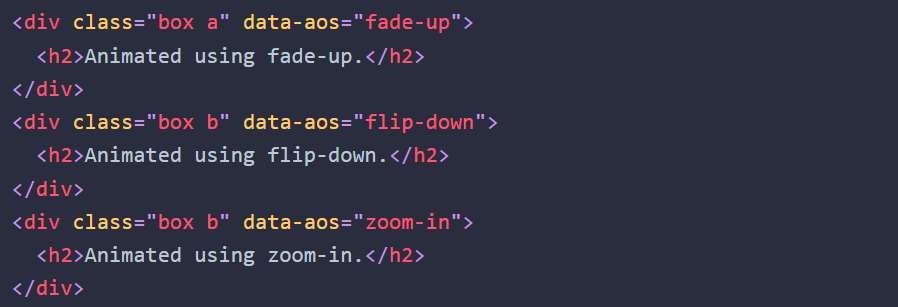 <div class="box a" data-aos="fade-up">
  <h2>Animated using fade-up.</h2>
</div>
<div class="box b" data-aos="flip-down">
  <h2>Animated using flip-down.</h2>
</div>
<div class="box b" data-aos="zoom-in">
  <h2>Animated using zoom-in.</h2>
</div>